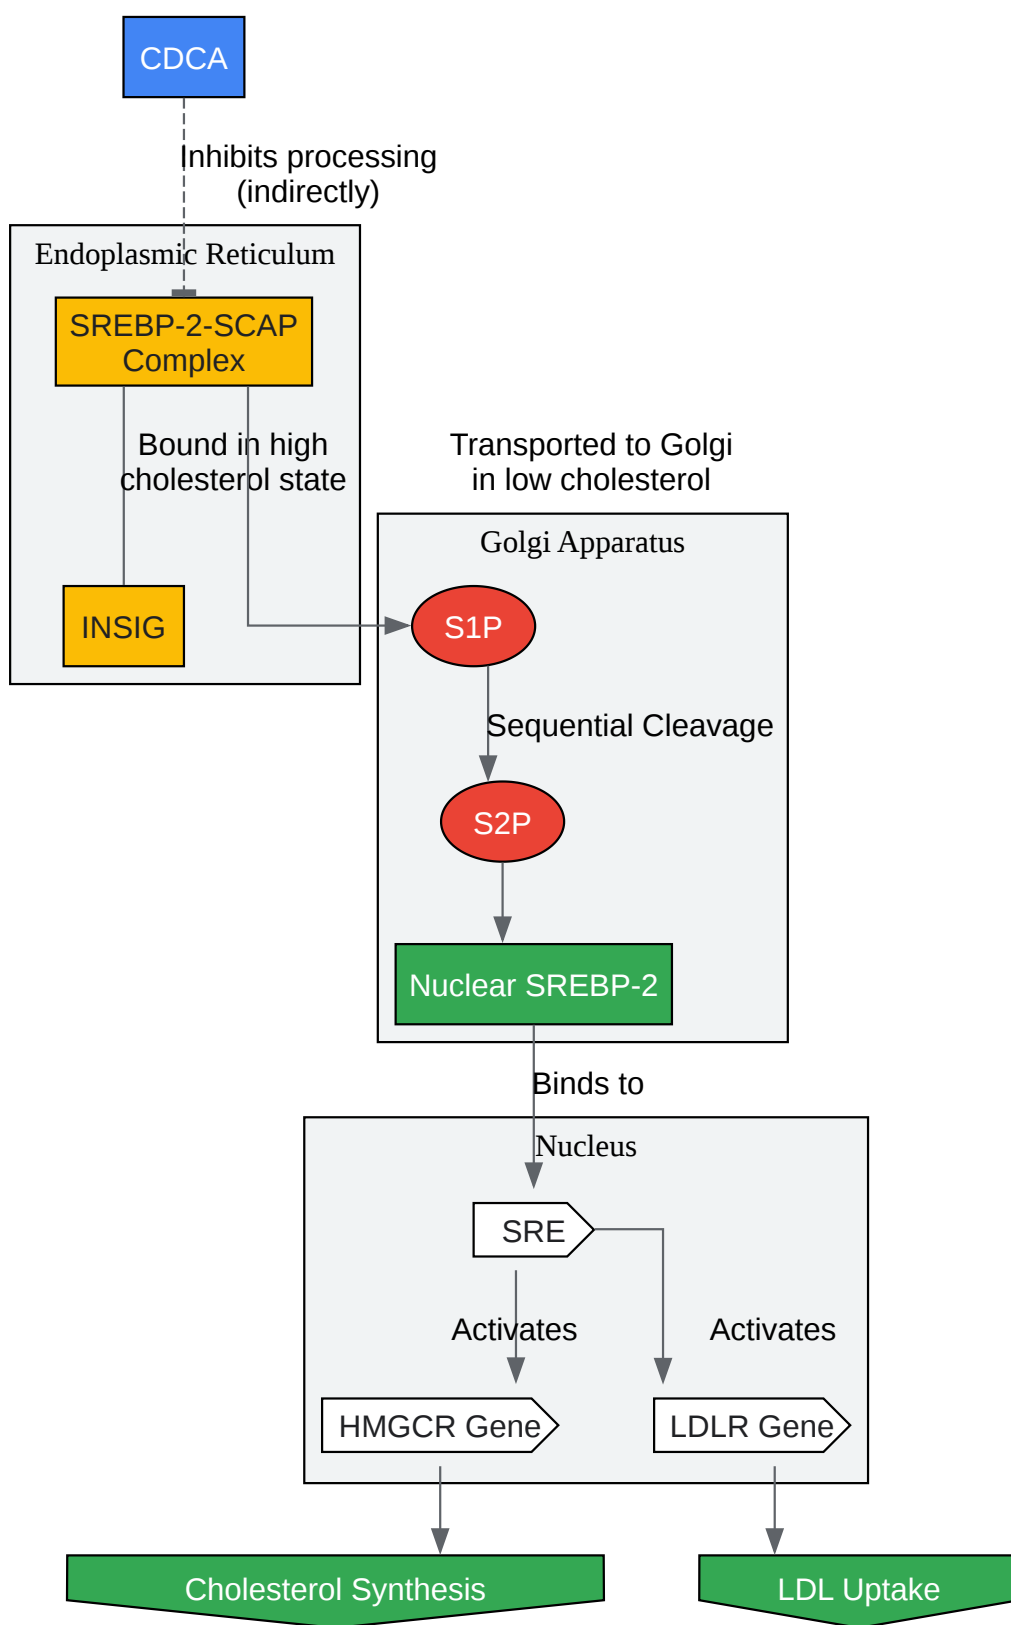 CDCA
Inhibits processing
(indirectly)
Endoplasmic Reticulum
SREBP-2-SCAP
Complex
Bound in high
cholesterol state
Transported to Golgi
in low cholesterol
INSIG
Golgi Apparatus
S1P
Sequential Cleavage
S2P
Nuclear SREBP-2
Binds to
Nucleus
SRE
Activates
Activates
HMGCR Gene
LDLR Gene
Cholesterol Synthesis
LDL Uptake